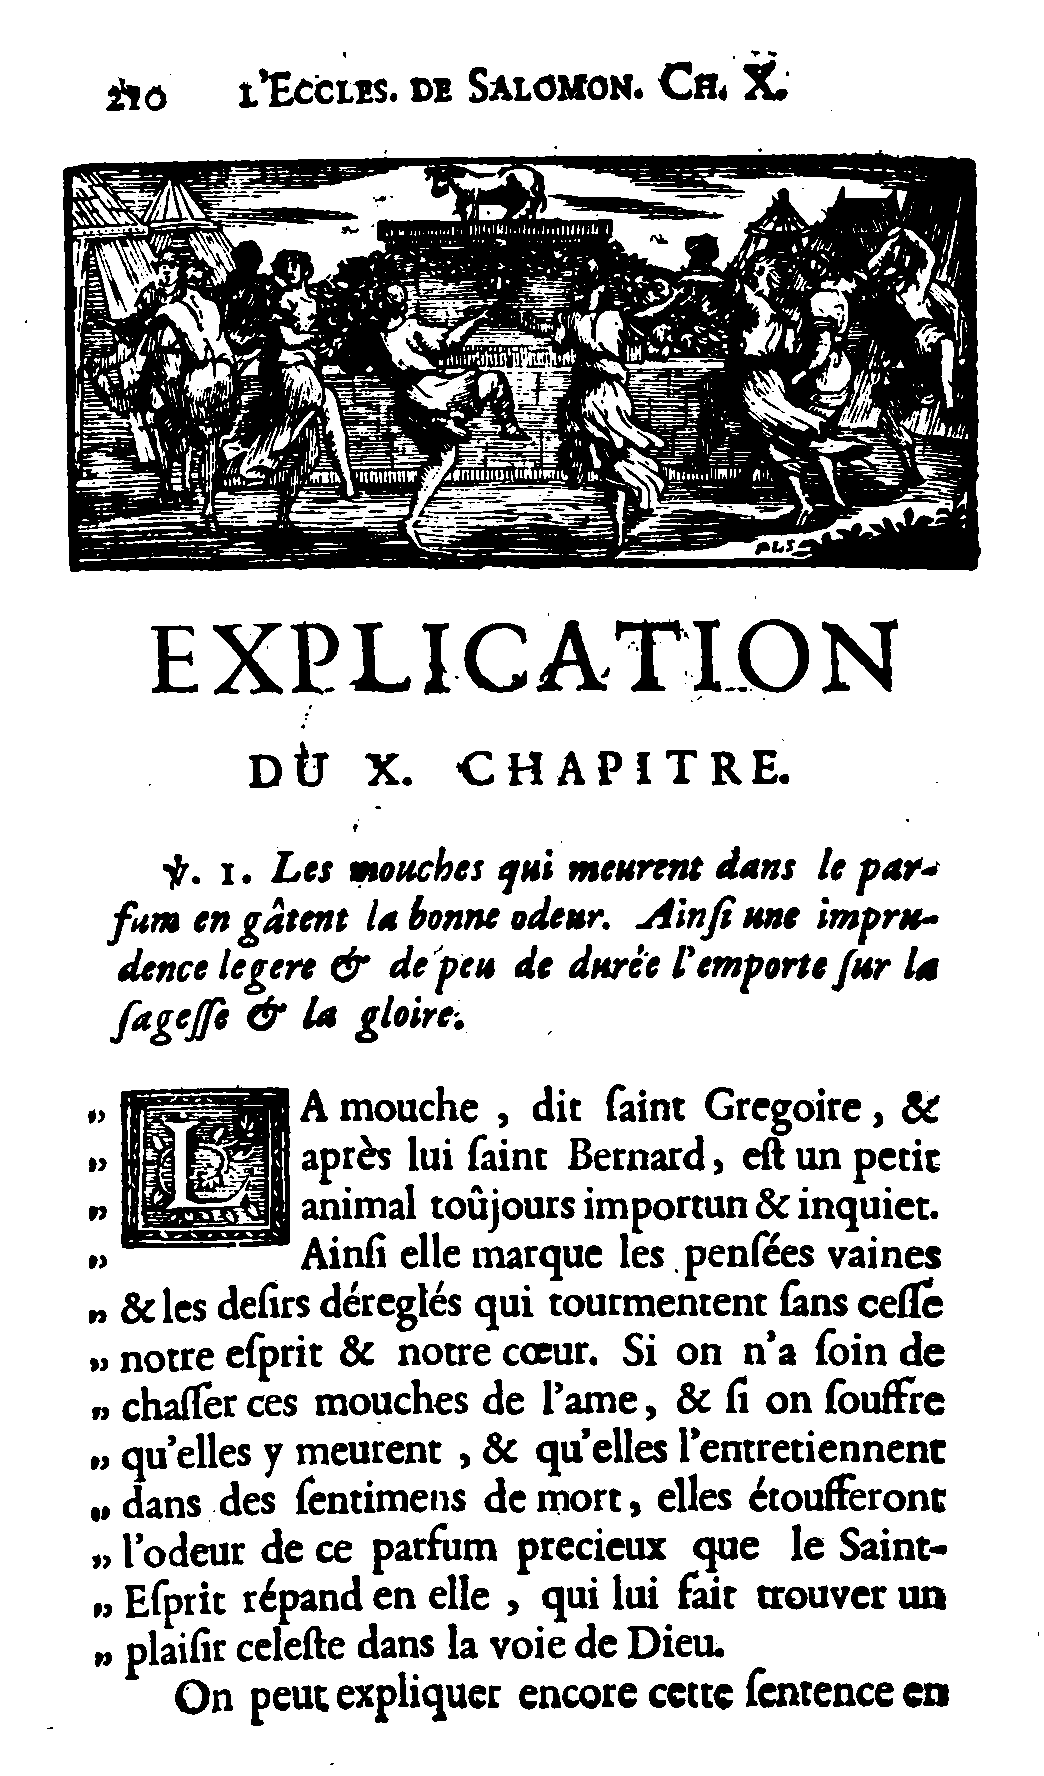 210 L'ECCLES. DE SALOMON. CH. X.
PLS
EXPLICATION
DU X. CHAPITRE.
℣. 1. Les mouches qui meurent dans le par-
fum en gâtent la bonne odeur. Ainſi une impru-
dence legere & de peu de durée l'emporte ſur la
ſageſſe & la gloire.
„ LA mouche , dit ſaint Gregoire, &
„ après lui ſaint Bernard, eſt un petit
„ animal toûjours importun & inquiet.
„ Ainſi elle marque les penſées vaines
„ & les deſirs déreglés qui tourmentent ſans ceſſe
„ notre eſprit & notre cœur. Si on n'a ſoin de
„ chaſſer ces mouches de l'ame, & ſi on ſouffre
„ qu'elles y meurent , & qu'elles l'entretiennent
„ dans des ſentimens de mort, elles étoufferont
„ l'odeur de ce parfum precieux que le Saint-
„ Eſprit répand en elle , qui lui fait trouver un
„ plaiſir celeſte dans la voie de Dieu.
On peut expliquer encore cette ſentence en